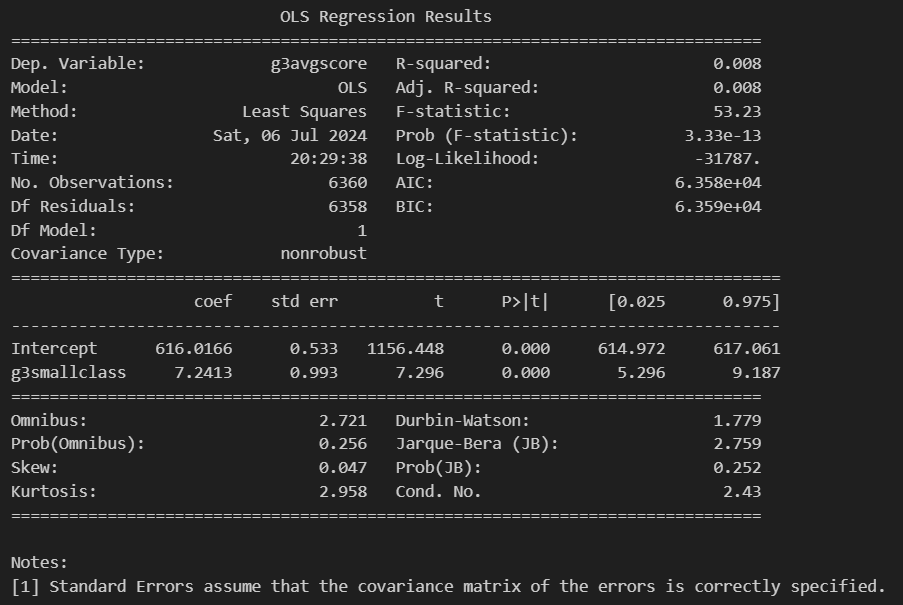 OLS Regression Results
==============================================================================
Dep. Variable: g3avgscore R-squared: 0.008
Model: OLS Adj. R-squared: 0.008
Method: Least Squares F-statistic: 53.23
Date: Sat, 06 Jul 2024 Prob (F-statistic): 3.33e-13
Time: 20:29:38 Log-Likelihood: -31787.
No. Observations: 6360 AIC: 6.358e+04
Df Residuals: 6358 BIC: 6.359e+04
Df Model: 1
Covariance Type: nonrobust
================================================================================
coef std err t P>|t| [0.025 0.975]
--------------------------------------------------------------------------------
Intercept 616.0166 0.533 1156.448 0.000 614.972 617.061
g3smallclass 7.2413 0.993 7.296 0.000 5.296 9.187
==============================================================================
Omnibus: 2.721 Durbin-Watson: 1.779
Prob(Omnibus): 0.256 Jarque-Bera (JB): 2.759
Skew: 0.047 Prob(JB): 0.252
Kurtosis: 2.958 Cond. No. 2.43
==============================================================================
Notes:
[1] Standard Errors assume that the covariance matrix of the errors is correctly specified.